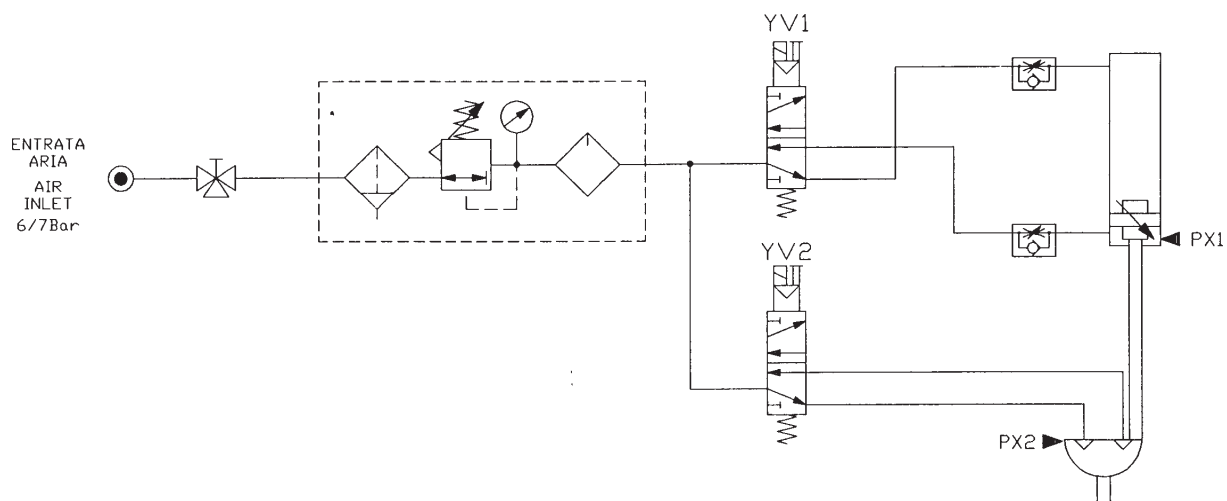 YV1
ENTRATA
ARIA
AIR
INLET
6/7Bar
PX1
YV2
PX2